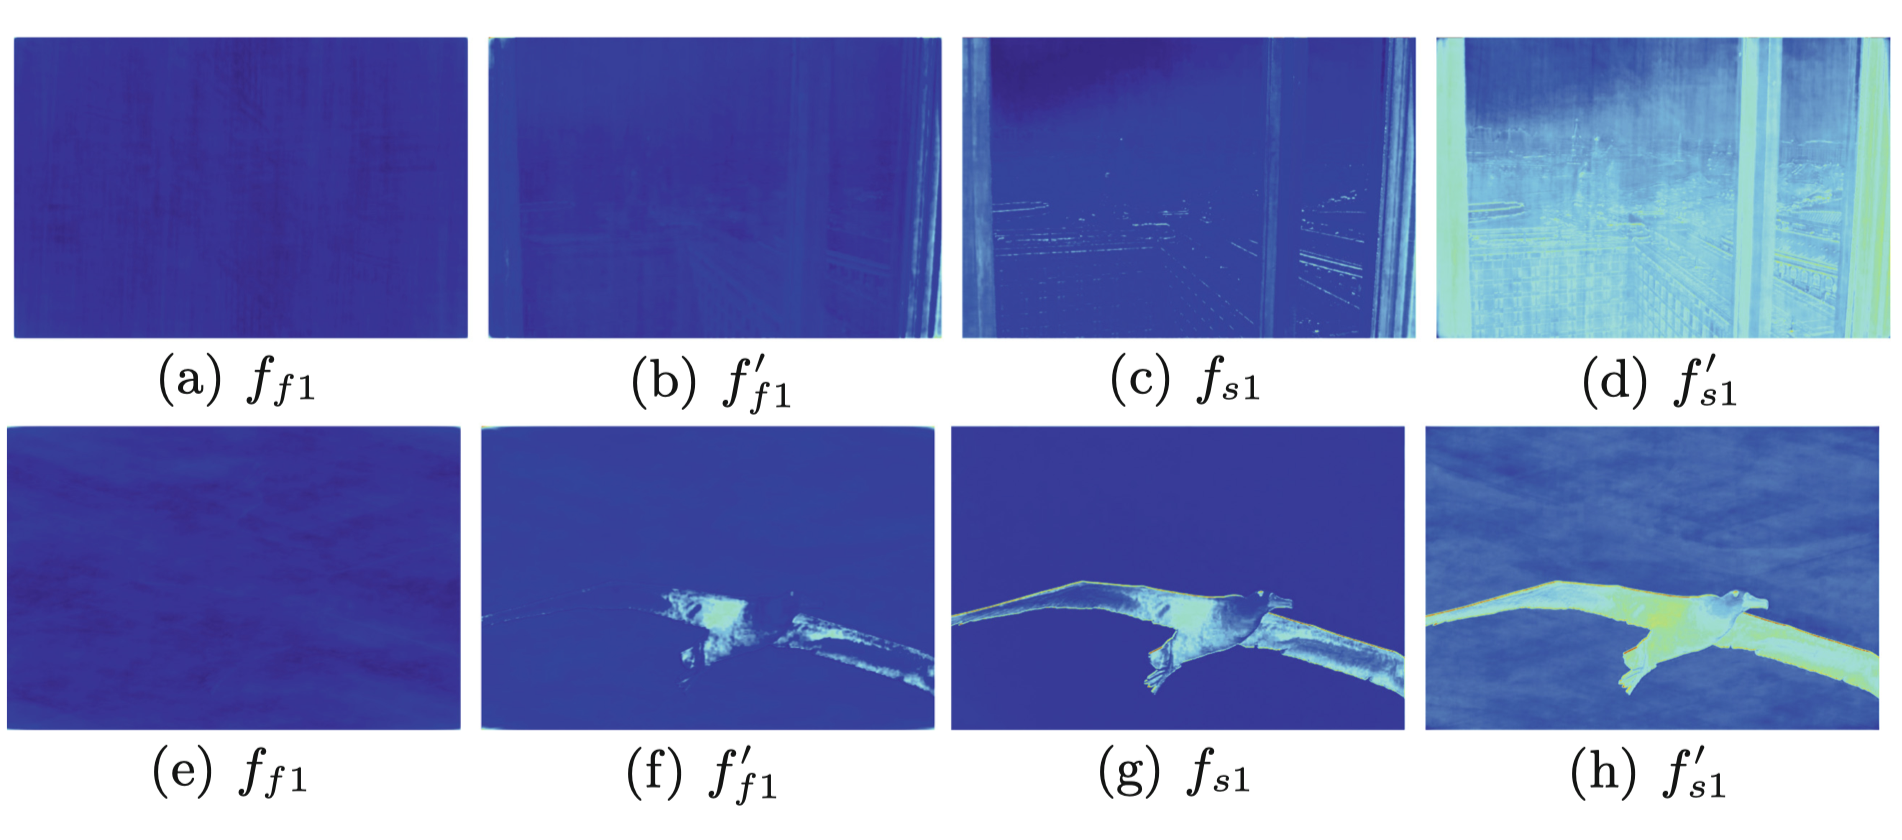 (a) f_{f1} (b) f'_{f1} (c) f_{s1} (d) f'_{s1}
(e) f_{f1} (f) f'_{f1} (g) f_{s1} (h) f'_{s1}